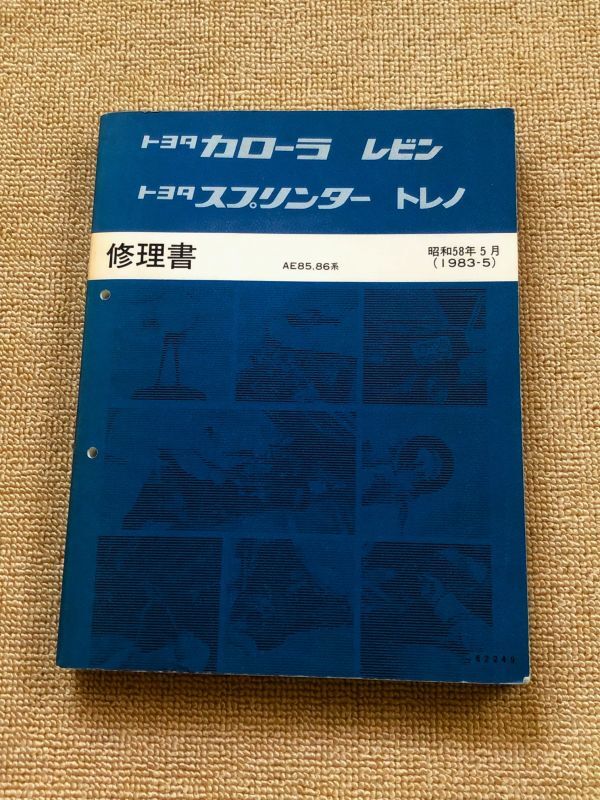 トヨタ カローラ レビン
トヨタ スプリンター トレノ
修理書
AE85,86系
昭和58年5月
(1983-5)
62049